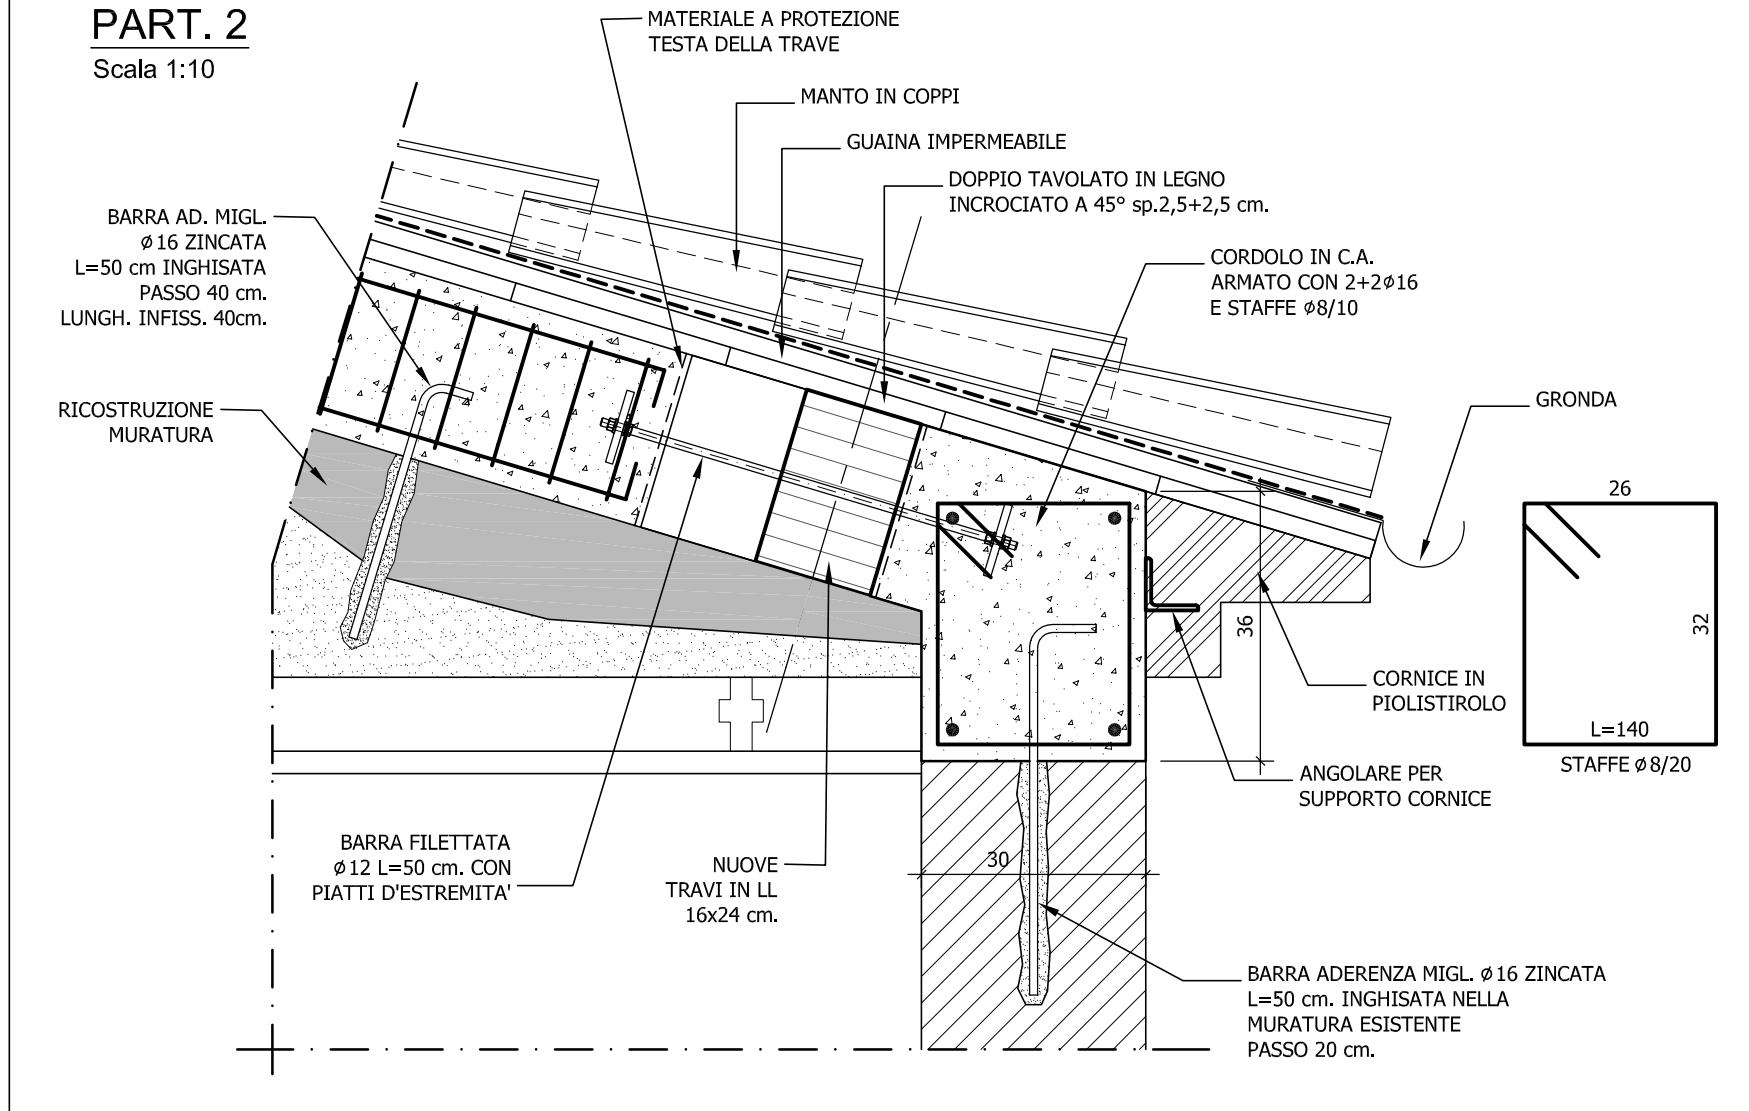 PART. 2
Scala 1:10
MATERIALE A PROTEZIONE
TESTA DELLA TRAVE
MANTO IN COPPI
GUAINA IMPERMEABILE
DOPPIO TAVOLATO IN LEGNO
INCROCIATO A 45° sp.2,5+2,5 cm.
BARRA AD. MIGL.
ø16 ZINCATA
L=50 cm INGHISATA
PASSO 40 cm.
LUNGH. INFISS. 40cm.
CORDOLO IN C.A.
ARMATO CON 2+2ø16
E STAFFE ø8/10
RICOSTRUZIONE
MURATURA
GRONDA
26
32
L=140
STAFFE ø8/20
36
CORNICE IN
PIOLISTIROLO
ANGOLARE PER
SUPPORTO CORNICE
BARRA FILETTATA
ø12 L=50 cm. CON
PIATTI D'ESTREMITA'
NUOVE
TRAVI IN LL
16x24 cm.
30
BARRA ADERENZA MIGL. ø16 ZINCATA
L=50 cm. INGHISATA NELLA
MURATURA ESISTENTE
PASSO 20 cm.